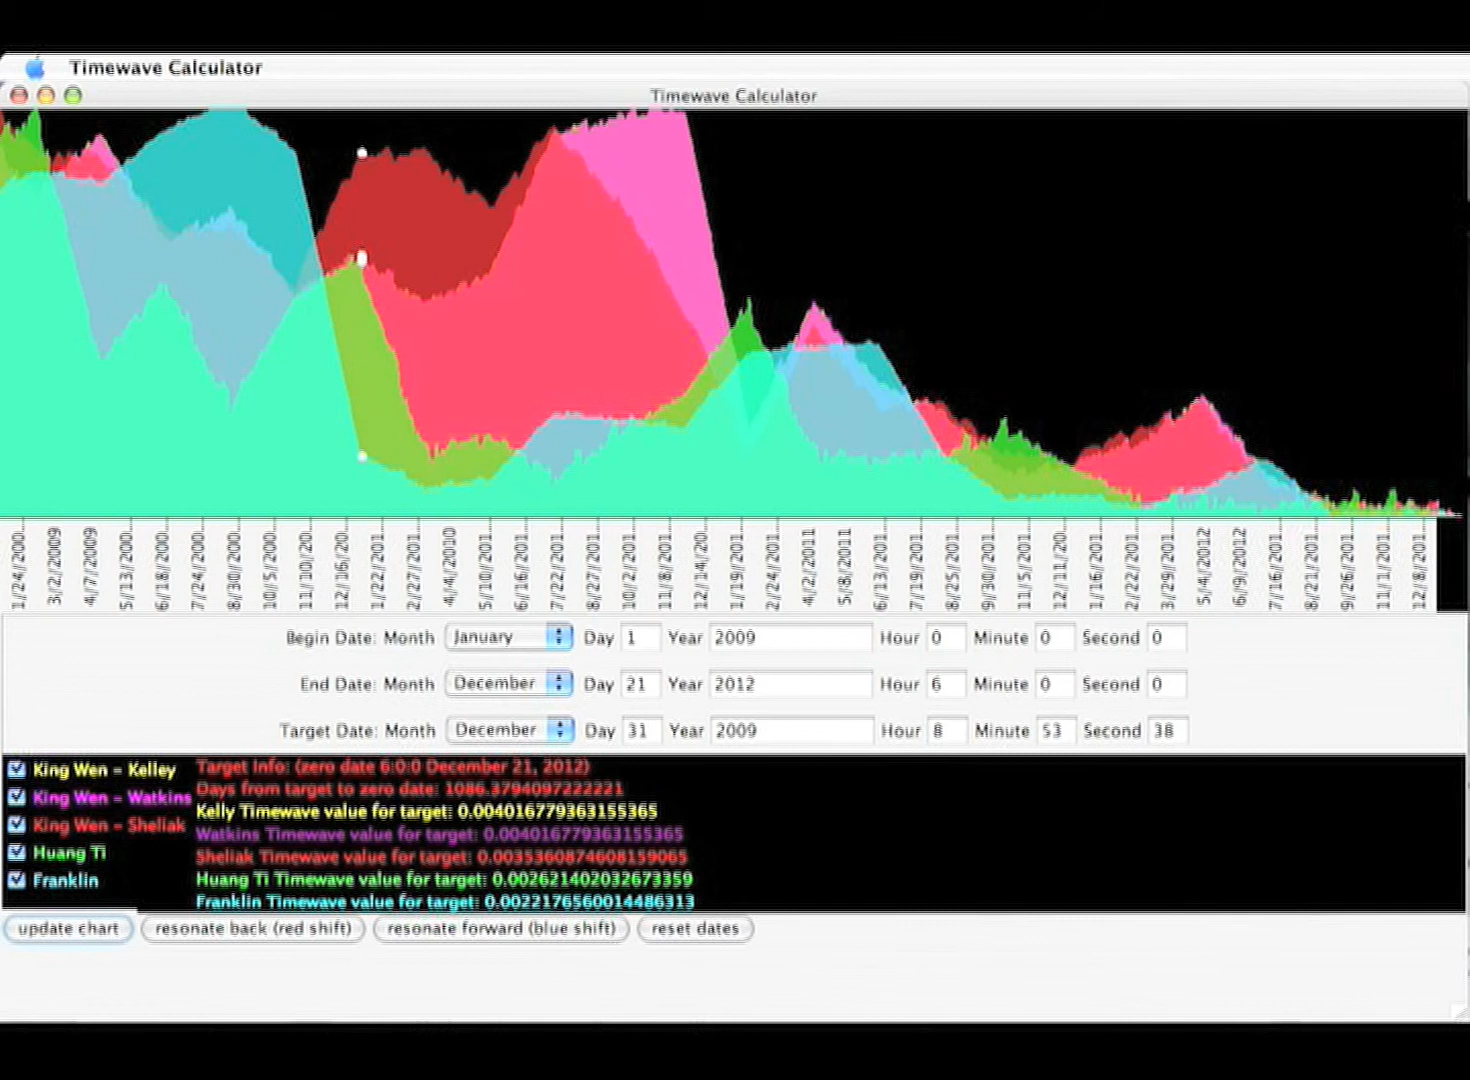 Timewave Calculator
Timewave Calculator
1/24//200...
3/2//2009
4/7//2009
5/13//200...
6/18//200...
7/24//200...
8/30//200...
10//5//200...
11/10//20...
12//16//20...
1/22//201...
2/27//201...
4/4//2010
5/10//201...
6/16//201...
7/22//201...
8/27//201...
10/2//201...
11//8//201...
12/14//20...
1/19//201...
2/24//201...
4/2//2011
5/8//2011
6/13//201...
7/19//201...
8/25//201...
9/30//201...
11/5//201...
12/11//20...
1/16//201...
2/22//201...
3/29//201...
5/4//2012
6/9//2012
7/16//201...
8/21//201...
9/26//201...
11/1//201...
12//8//201...
Begin Date: Month January Day 1 Year 2009 Hour 0 Minute 0 Second 0
End Date: Month December Day 21 Year 2012 Hour 6 Minute 0 Second 0
Target Date: Month December Day 31 Year 2009 Hour 8 Minute 53 Second 38
King Wen - Kelley
King Wen - Watkins
King Wen - Sheliak
Huang Ti
Franklin
Target Info: (zero date 6:0:0 December 21, 2012)
Days from target to zero date: 1086.3794097222221
Kelly Timewave value for target: 0.004016779363155365
Watkins Timewave value for target: 0.004016779363155365
Sheliak Timewave value for target: 0.0035360874608159065
Huang Ti Timewave value for target: 0.002621402032673359
Franklin Timewave value for target: 0.0022176560014486313
update chart resonate back (red shift) resonate forward (blue shift) reset dates